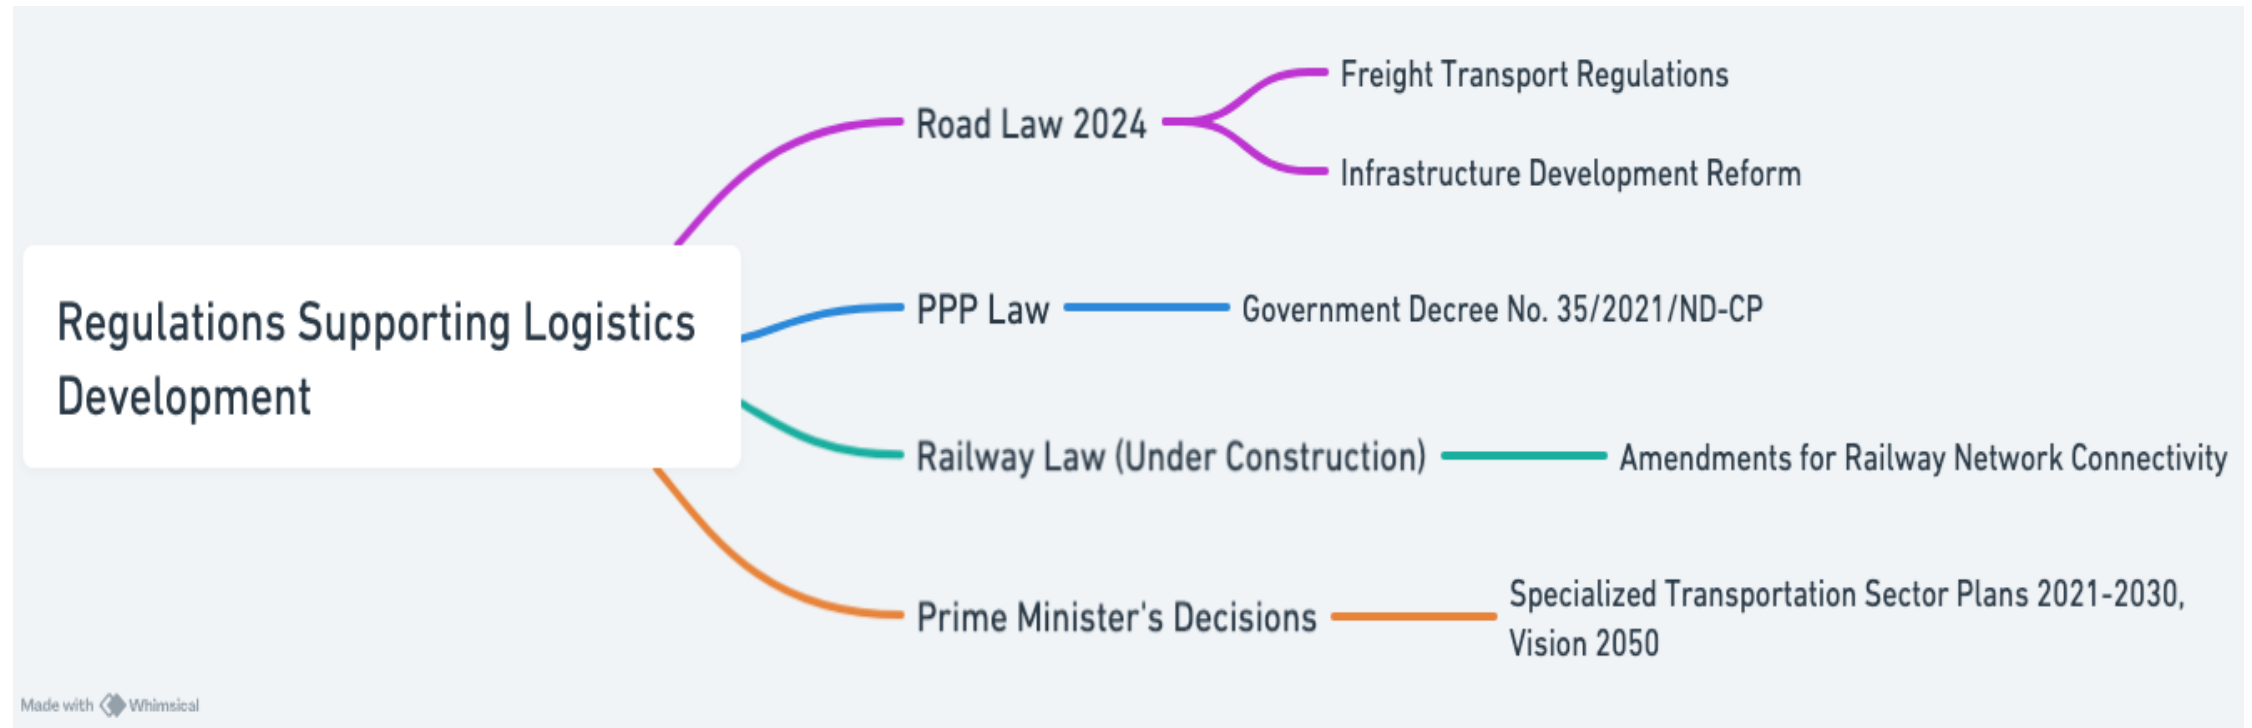 Regulations Supporting Logistics
Development
Road Law 2024
Freight Transport Regulations
Infrastructure Development Reform
PPP Law
Government Decree No. 35/2021/ND-CP
Railway Law (Under Construction)
Amendments for Railway Network Connectivity
Prime Minister's Decisions
Specialized Transportation Sector Plans 2021-2030,
Vision 2050
Made with Whimsical